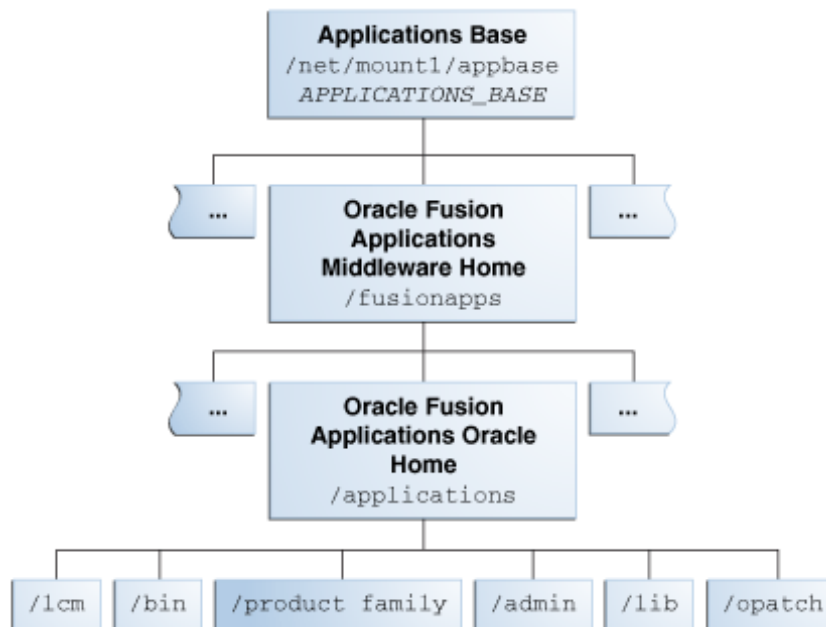 Applications Base
/net/mount1/appbase
APPLICATIONS_BASE
...
Oracle Fusion
Applications
Middleware Home
/fusionapps
...
...
Oracle Fusion
Applications Oracle
Home
/applications
...
/lcm
/bin
/product family
/admin
/lib
/opatch